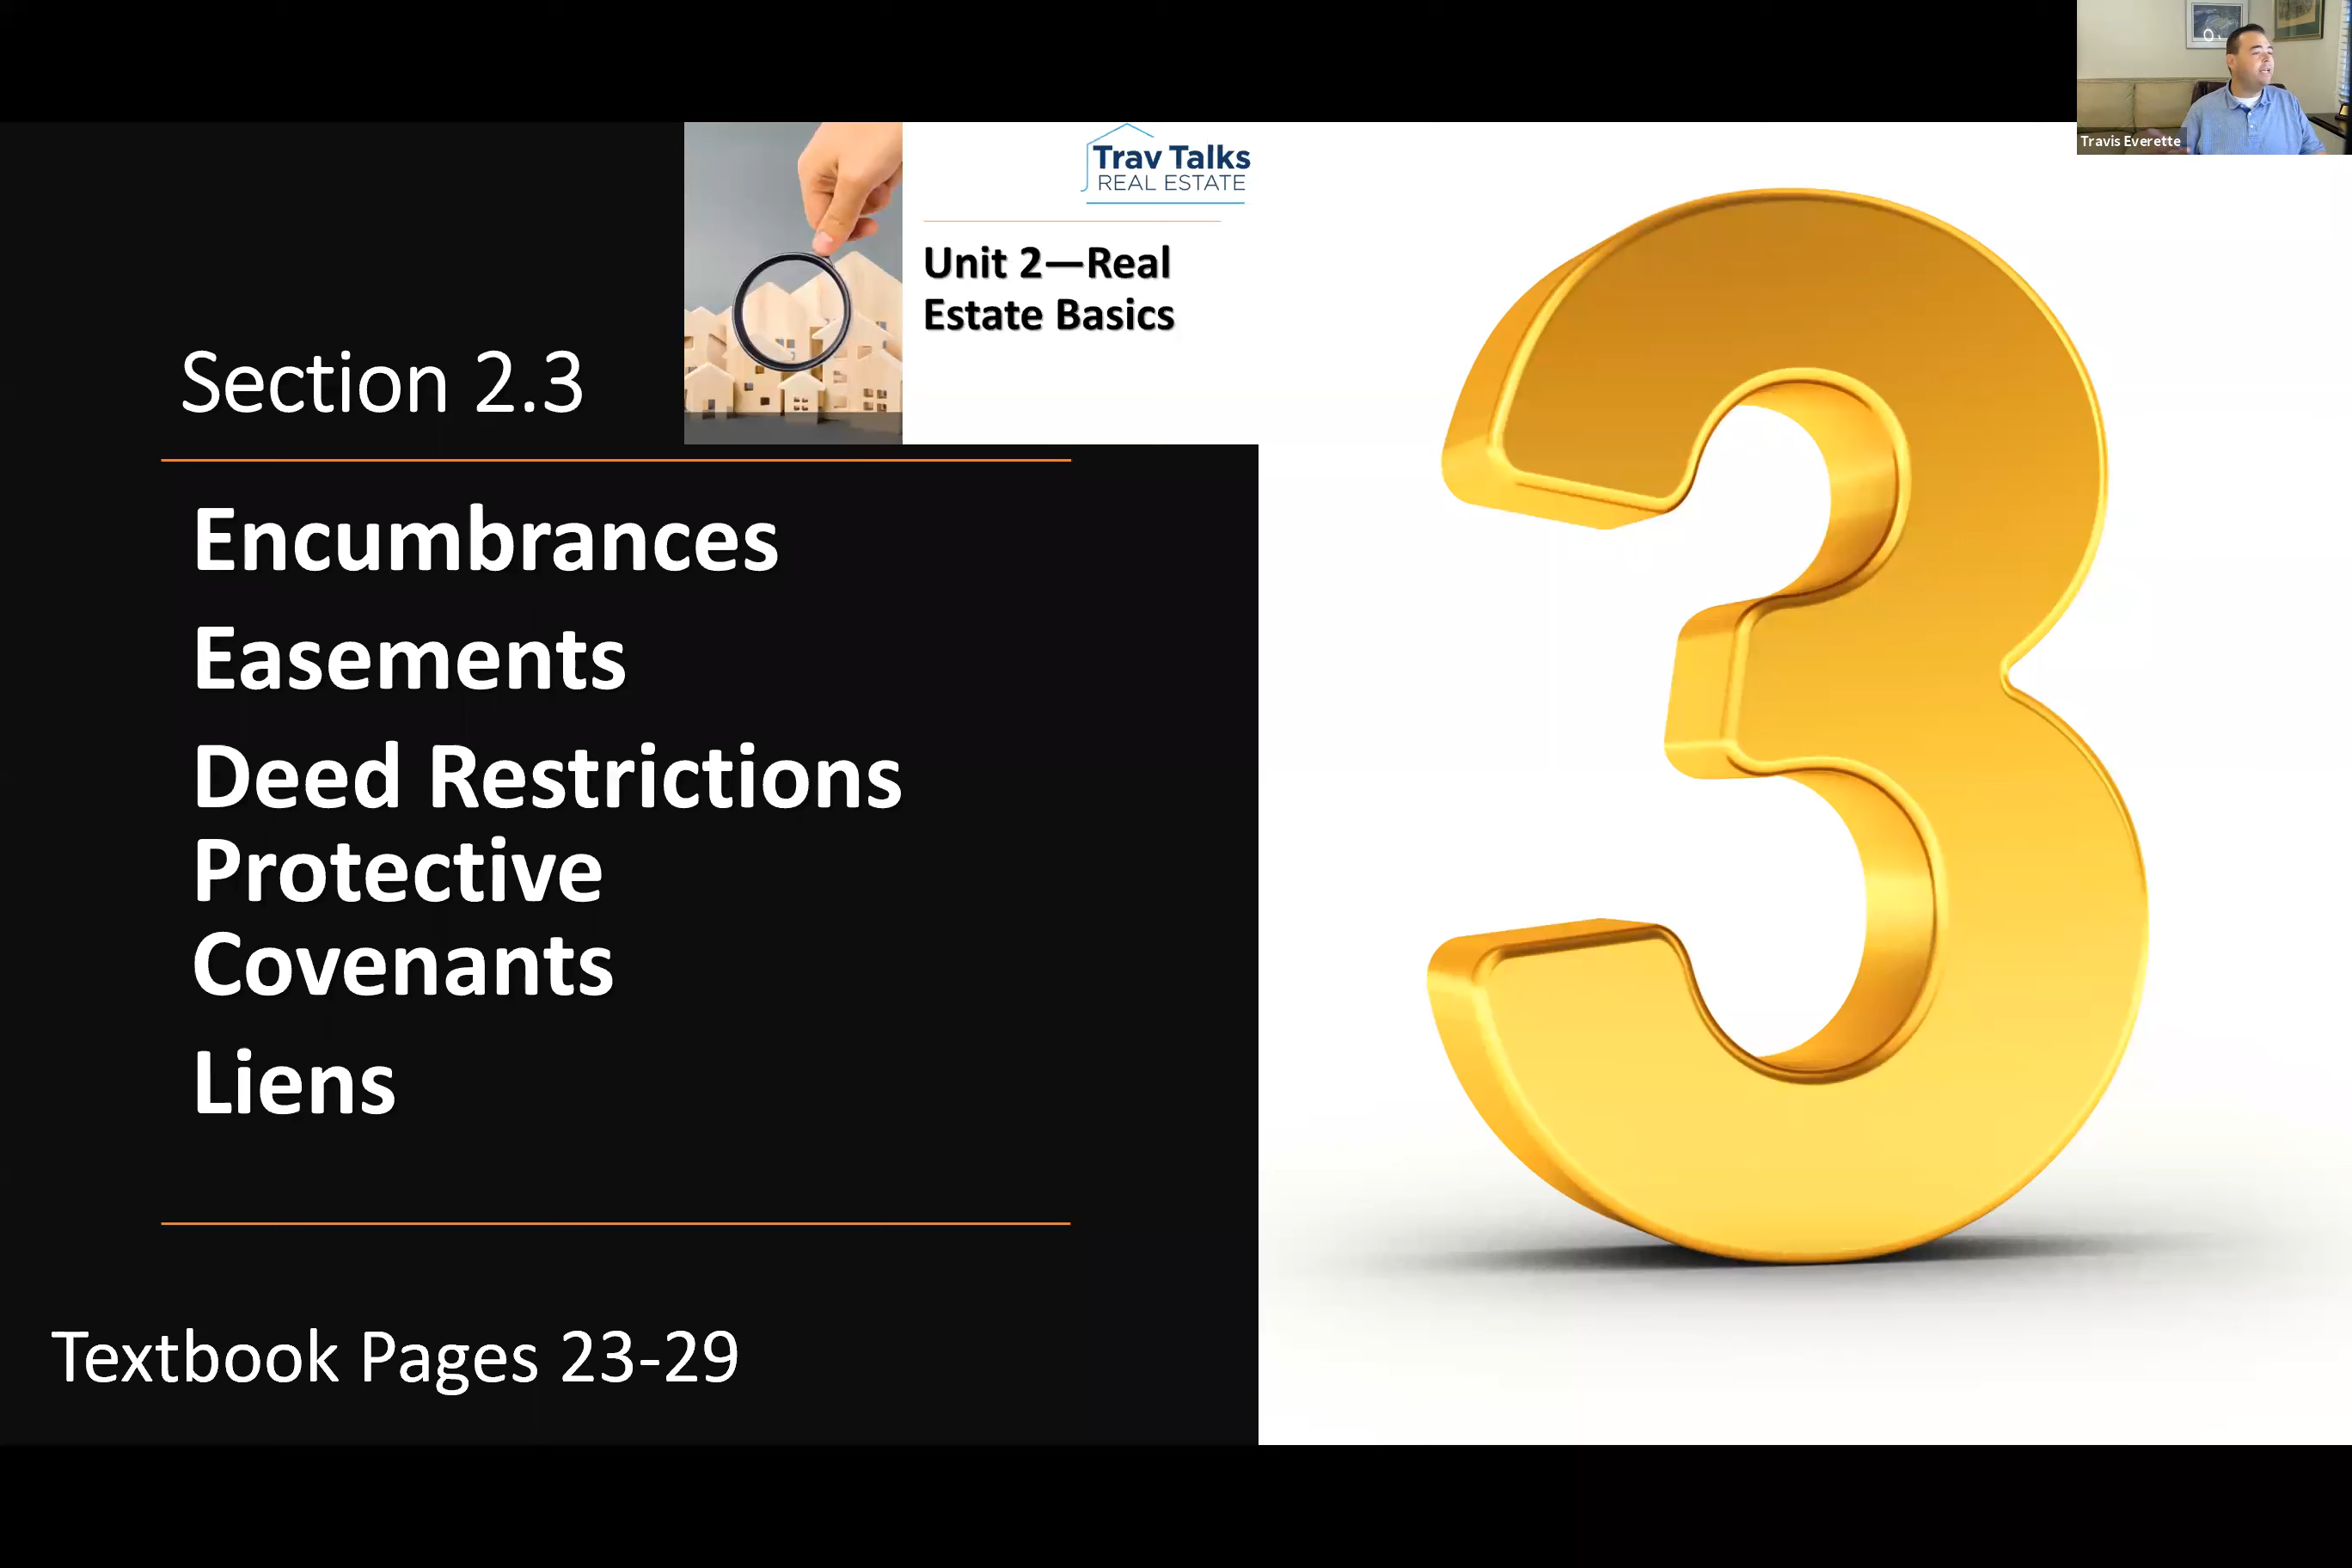 Travis Everette
Trav Talks
REAL ESTATE
Unit 2—Real
Estate Basics
Section 2.3
Encumbrances
Easements
Deed Restrictions
Protective
Covenants
Liens
Textbook Pages 23-29
3